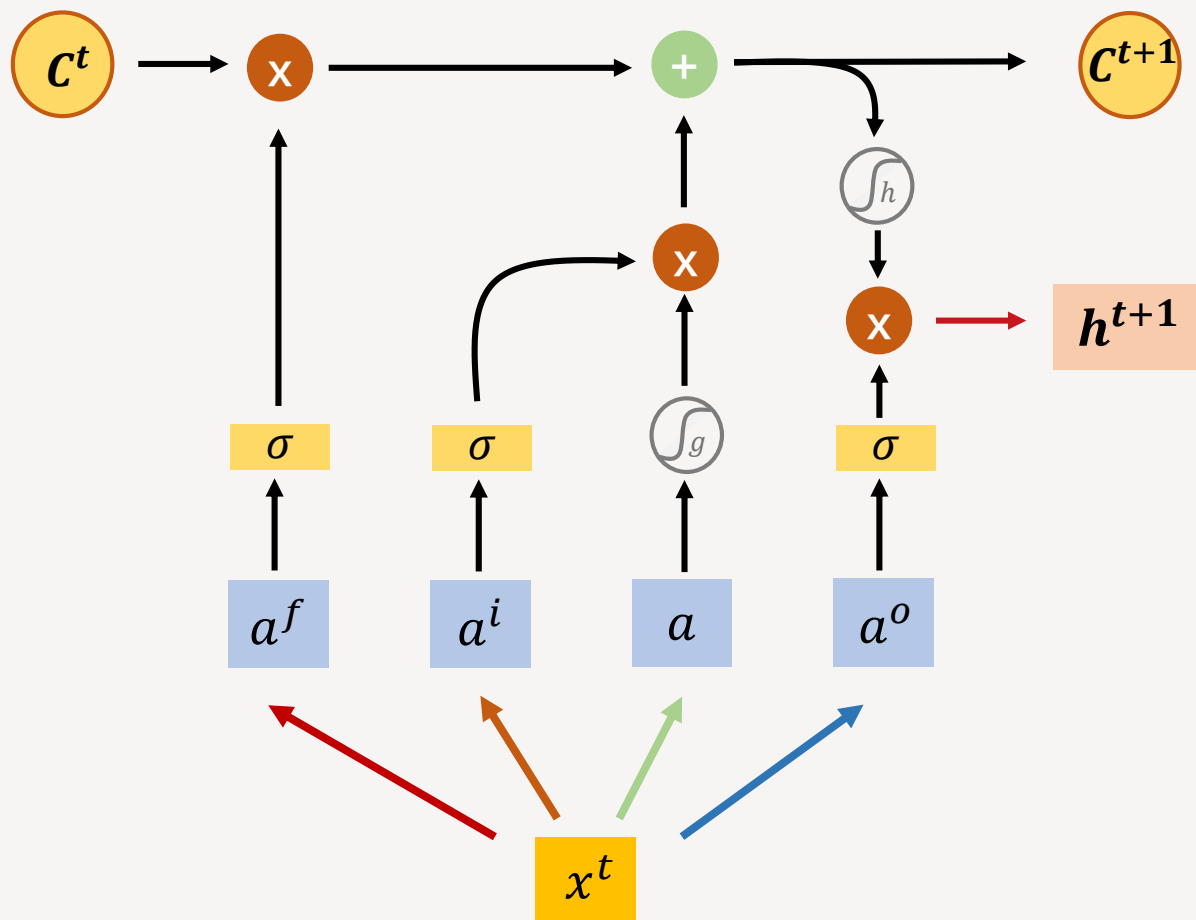 C^t x + C^{t+1}
h
x
x h^{t+1}
σ σ g σ
a^f a^i a a^o
x^t